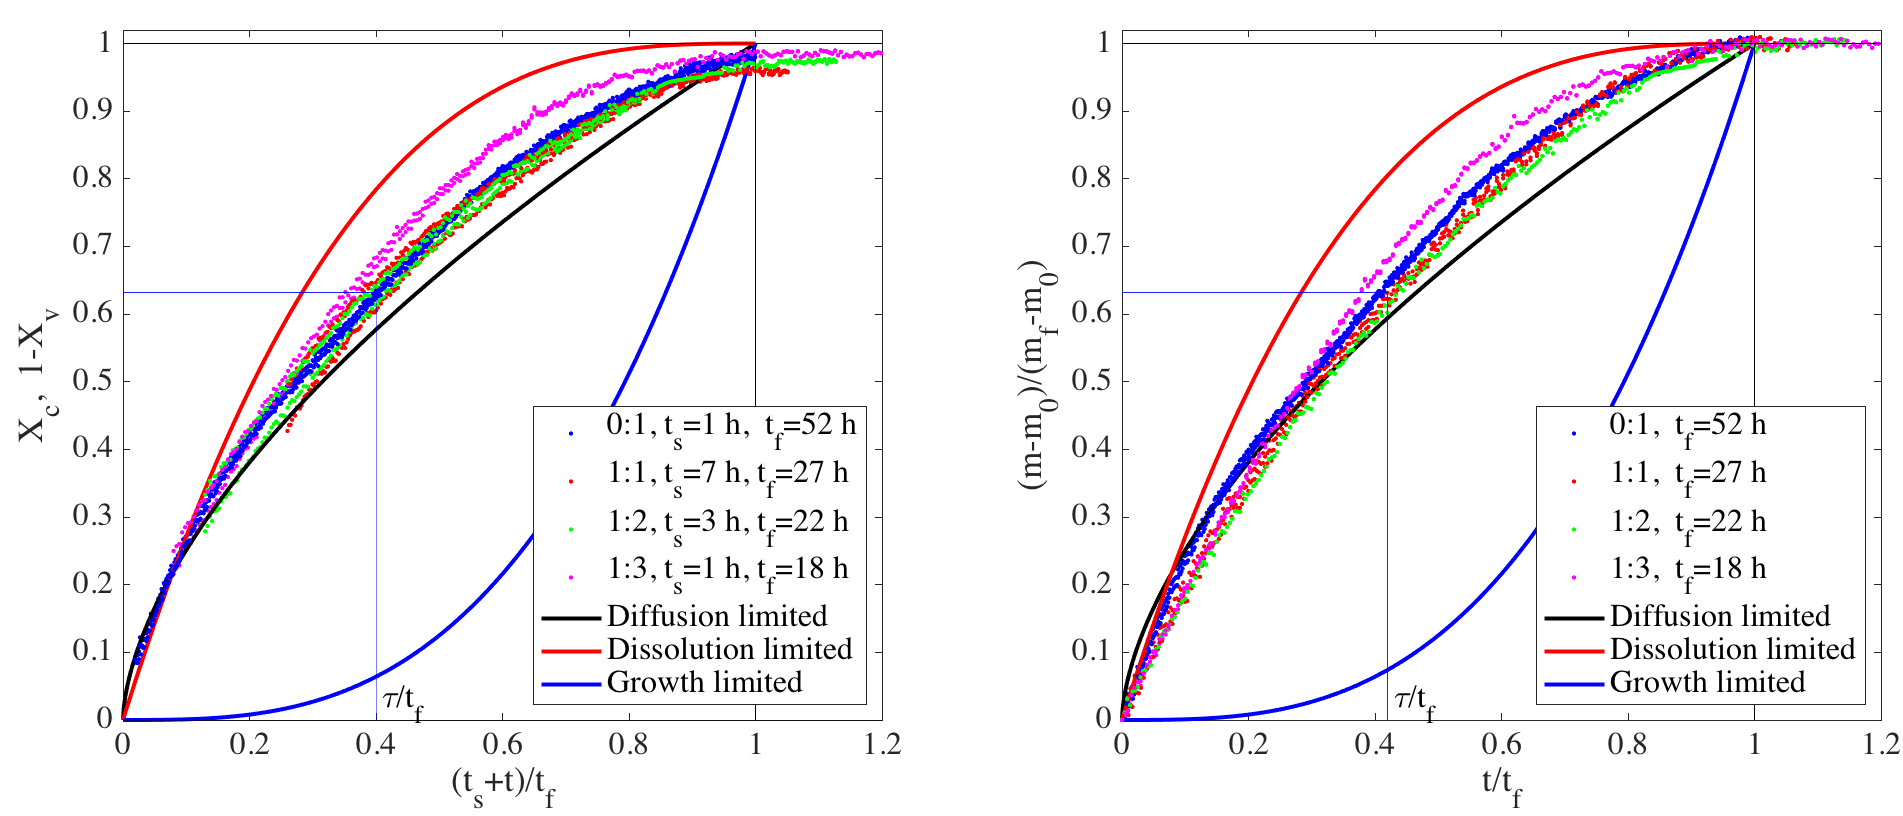 1
0.9
0.8
0.7
0.6
0.5
0.4
0.3
0.2
0.1
0
X_c, 1-X_v
0 0.2 0.4 0.6 0.8 1 1.2
(t_s+t)/t_f
τ/t_f
0:1, t_s=1 h, t_f=52 h
1:1, t_s=7 h, t_f=27 h
1:2, t_s=3 h, t_f=22 h
1:3, t_s=1 h, t_f=18 h
Diffusion limited
Dissolution limited
Growth limited
1
0.9
0.8
0.7
0.6
0.5
0.4
0.3
0.2
0.1
0
(m-m_0)/(m_f-m_0)
0 0.2 0.4 0.6 0.8 1 1.2
t/t_f
τ/t_f
0:1, t_f=52 h
1:1, t_f=27 h
1:2, t_f=22 h
1:3, t_f=18 h
Diffusion limited
Dissolution limited
Growth limited